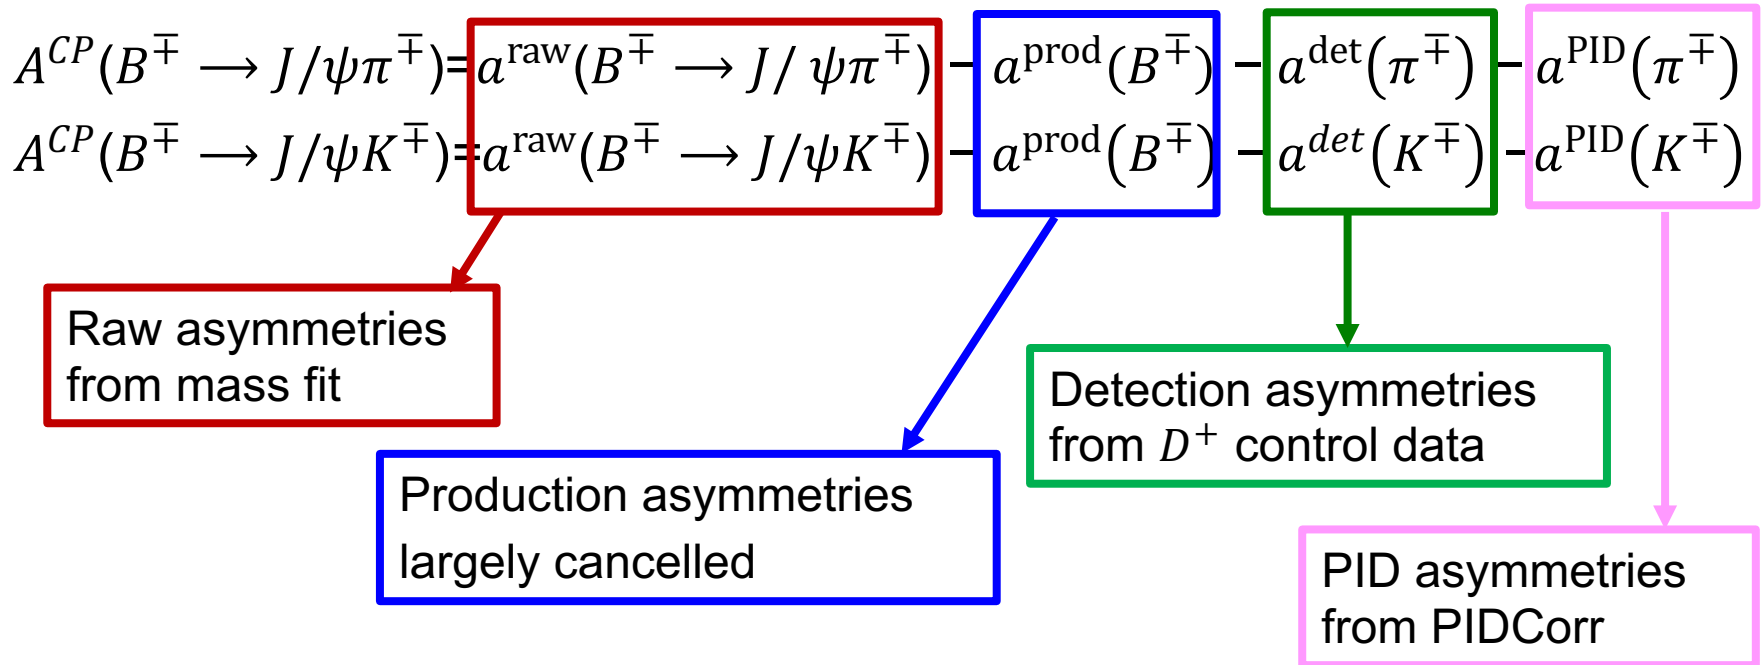 A^{CP}(B^∓ ⟶ J/ψπ^∓)=a^{raw}(B^∓ ⟶ J/ ψπ^∓) − a^{prod}(B^∓) − a^{det}(π^∓) − a^{PID}(π^∓)
A^{CP}(B^∓ ⟶ J/ψK^∓)=a^{raw}(B^∓ ⟶ J/ψK^∓) − a^{prod}(B^∓) − a^{det}(K^∓) − a^{PID}(K^∓)
Raw asymmetries
from mass fit
Production asymmetries
largely cancelled
Detection asymmetries
from D^+ control data
PID asymmetries
from PIDCorr